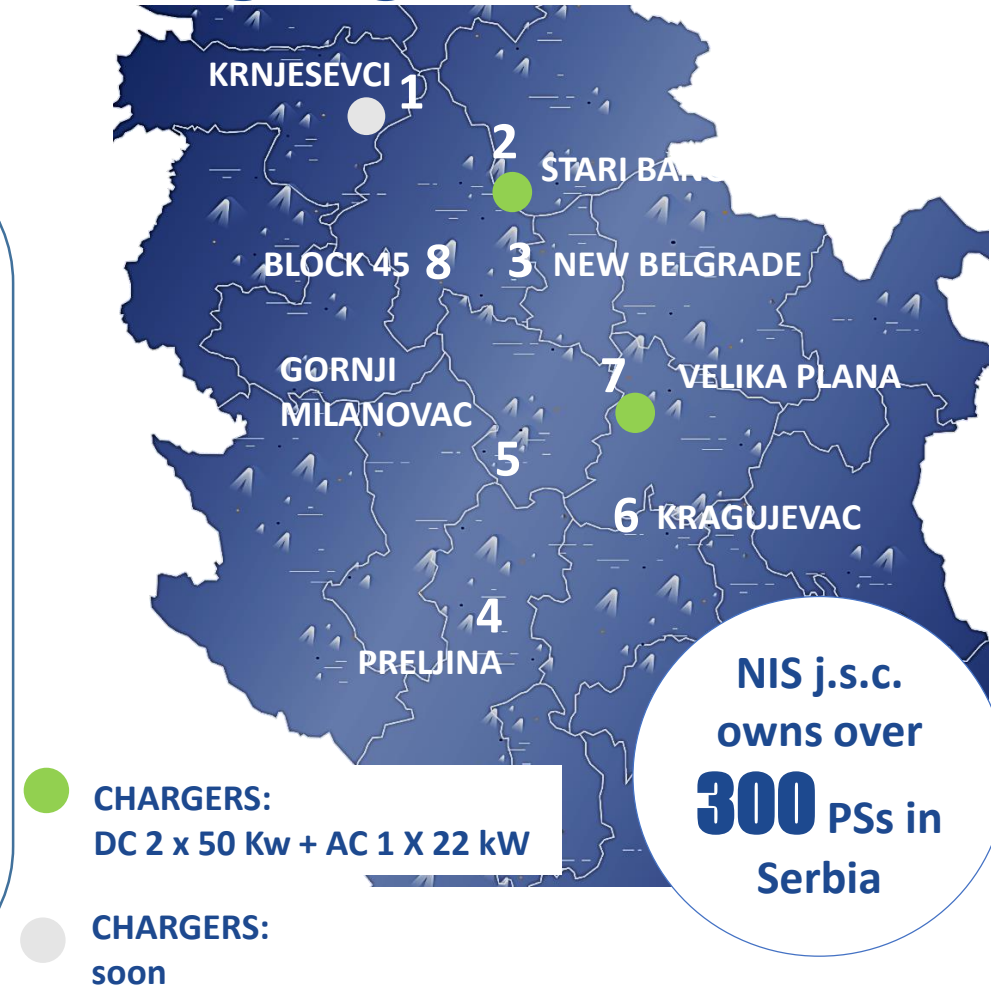 KRNJESEVCI
1
2
STARI
3
NEW BELGRADE
BLOCK 45
8
GORNJI
MILANOVAC
7
VELIKA PLANA
5
6
KRAGUJEVAC
4
PRELJINA
NIS j.s.c.
owns over
300 PSs in
Serbia
CHARGERS:
DC 2 x 50 Kw + AC 1 X 22 kW
CHARGERS:
soon